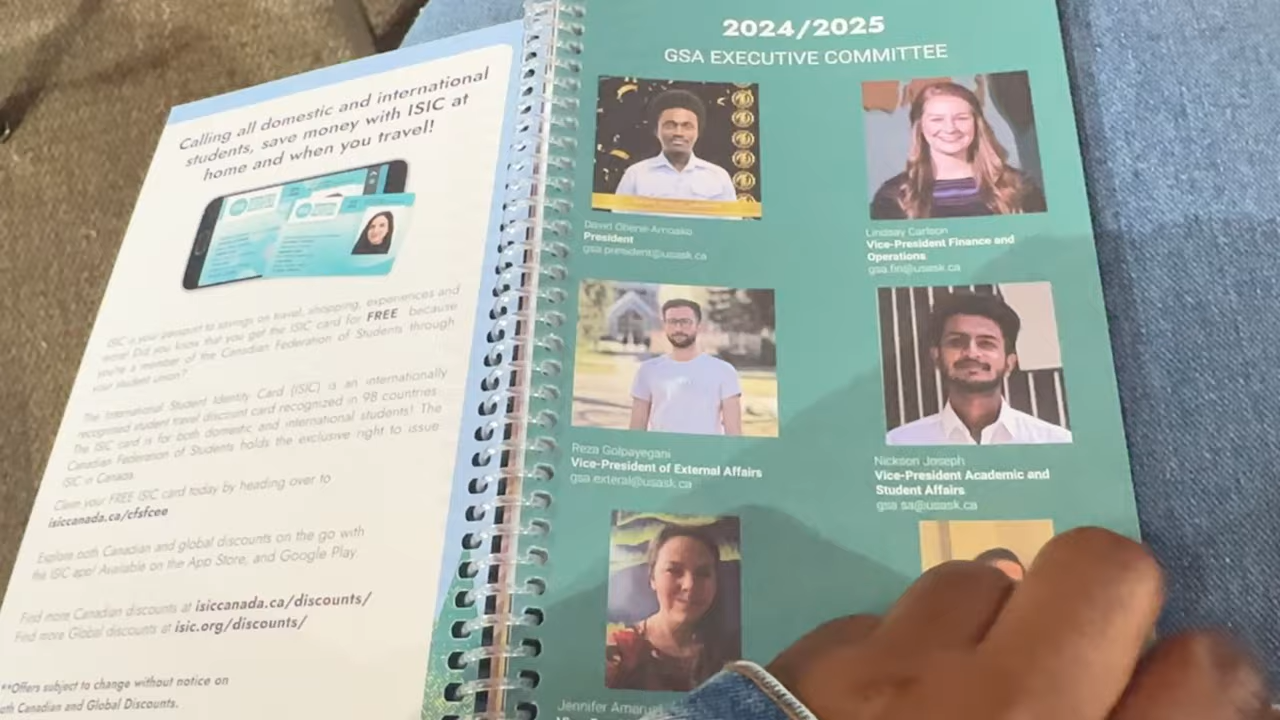 Calling all domestic and international
students, save money with ISIC at
home and when you travel!
ISIC is your passport to savings on travel, shopping, experiences and
more! Did you know that you get the ISIC card for FREE because
you're a member of the Canadian Federation of Students through
your student union?
The International Student Identity Card (ISIC) is an internationally
recognised student travel discount card recognized in 98 countries.
The ISIC card is for both domestic and international students! The
Canadian Federation of Students holds the exclusive right to issue
ISIC in Canada.
Claim your FREE ISIC card today by heading over to
isiccanada.ca/cfsfcee
Explore both Canadian and global discounts on the go with
the ISIC app! Available on the App Store, and Google Play.
Find more Canadian discounts at isiccanada.ca/discounts/
Find more Global discounts at isic.org/discounts/
**Offers subject to change without notice on
oth Canadian and Global Discounts.
2024/2025
GSA EXECUTIVE COMMITTEE
David Obene-Amoako
President
gsa.president@usask.ca
Lindsay Carlson
Vice-President Finance and
Operations
gsa.fin@usask.ca
Reza Golpayegani
Vice-President of External Affairs
gsa.exteral@usask.ca
Nickson Joseph
Vice-President Academic and
Student Affairs
gsa.sa@usask.ca
Jennifer